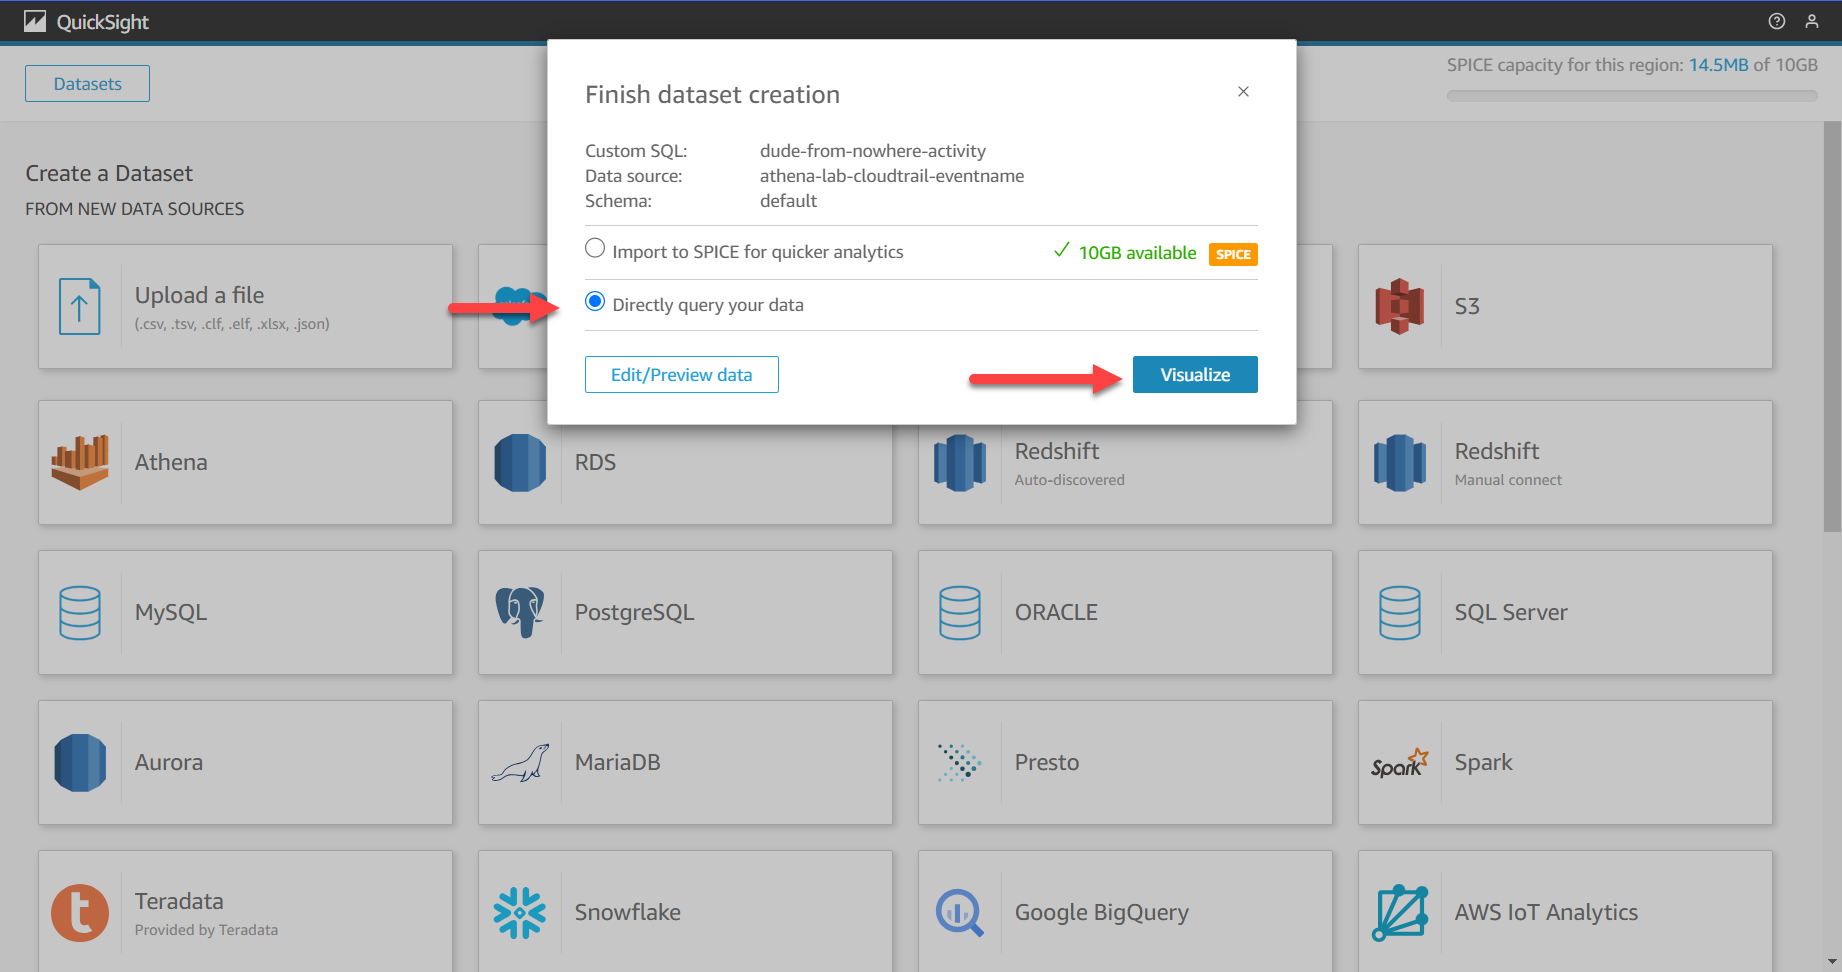 QuickSight
Datasets
SPICE capacity for this region: 14.5MB of 10GB
Finish dataset creation
Custom SQL: dude-from-nowhere-activity
Data source: athena-lab-cloudtrail-eventname
Schema: default
Import to SPICE for quicker analytics 10GB available SPICE
Directly query your data
Edit/Preview data Visualize
Create a Dataset
FROM NEW DATA SOURCES
Upload a file
(.csv, .tsv, .clf, .elf, .xlsx, .json)
S3
Athena
RDS
Redshift
Auto-discovered
Redshift
Manual connect
MySQL
PostgreSQL
ORACLE
SQL Server
Aurora
MariaDB
Presto
Spark
Spark
t
Teradata
Provided by Teradata
Snowflake
Google BigQuery
AWS IoT Analytics